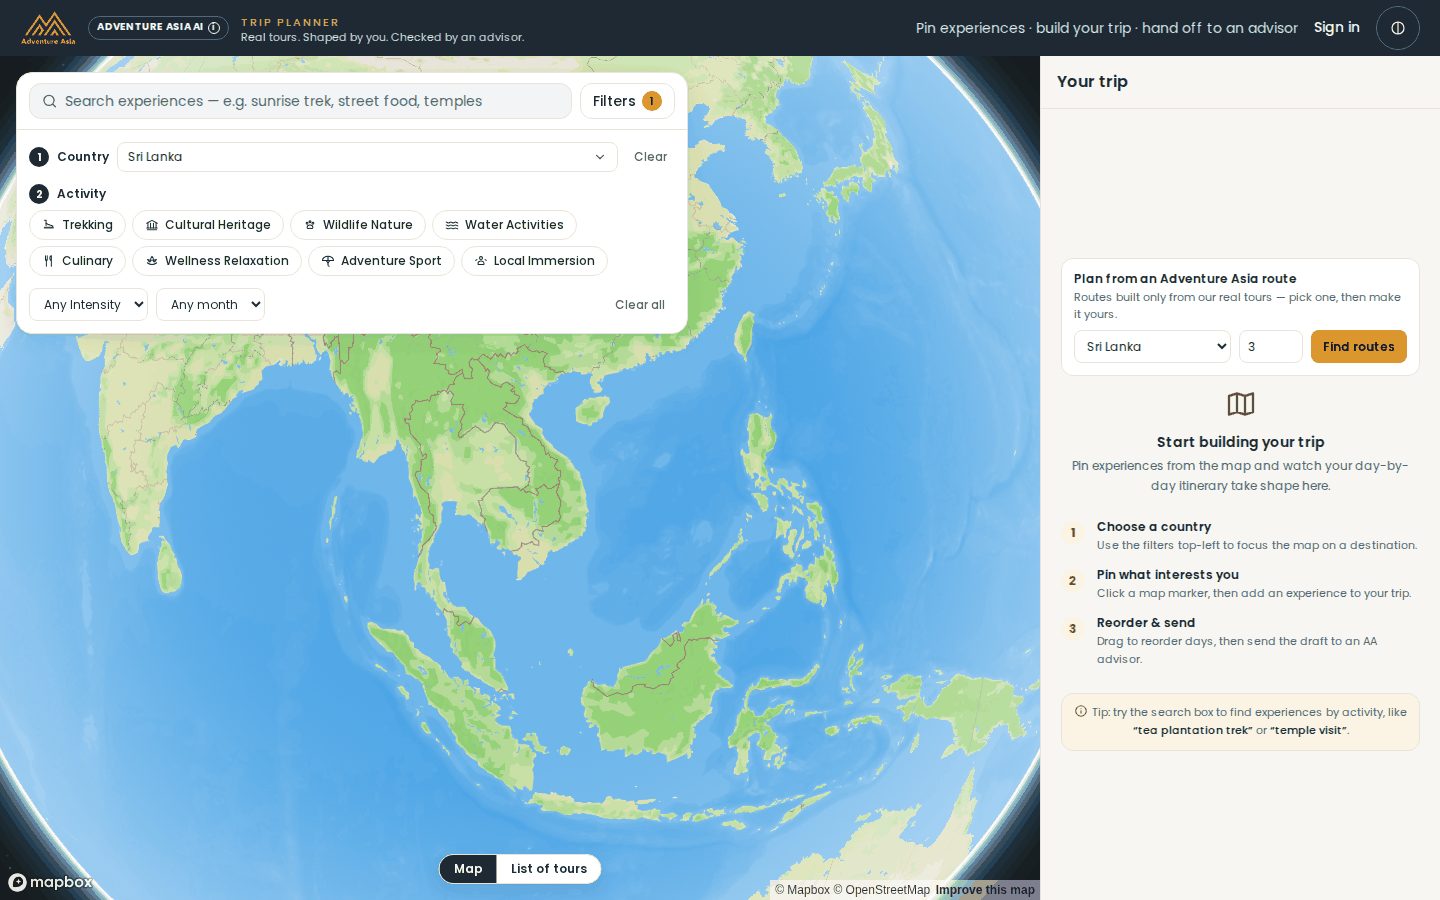 Adventure Asia
ADVENTURE ASIA AI
TRIP PLANNER
Real tours. Shaped by you. Checked by an advisor.
Pin experiences · build your trip · hand off to an advisor
Sign in
Search experiences — e.g. sunrise trek, street food, temples
Filters 1
1 Country
Sri Lanka
Clear
2 Activity
Trekking
Cultural Heritage
Wildlife Nature
Water Activities
Culinary
Wellness Relaxation
Adventure Sport
Local Immersion
Any Intensity
Any month
Clear all
Map
List of tours
mapbox
© Mapbox © OpenStreetMap Improve this map
Your trip
Plan from an Adventure Asia route
Routes built only from our real tours — pick one, then make
it yours.
Sri Lanka
3
Find routes
Start building your trip
Pin experiences from the map and watch your day-by-
day itinerary take shape here.
1 Choose a country
Use the filters top-left to focus the map on a destination.
2 Pin what interests you
Click a map marker, then add an experience to your trip.
3 Reorder & send
Drag to reorder days, then send the draft to an AA
advisor.
Tip: try the search box to find experiences by activity, like
“tea plantation trek” or “temple visit”.